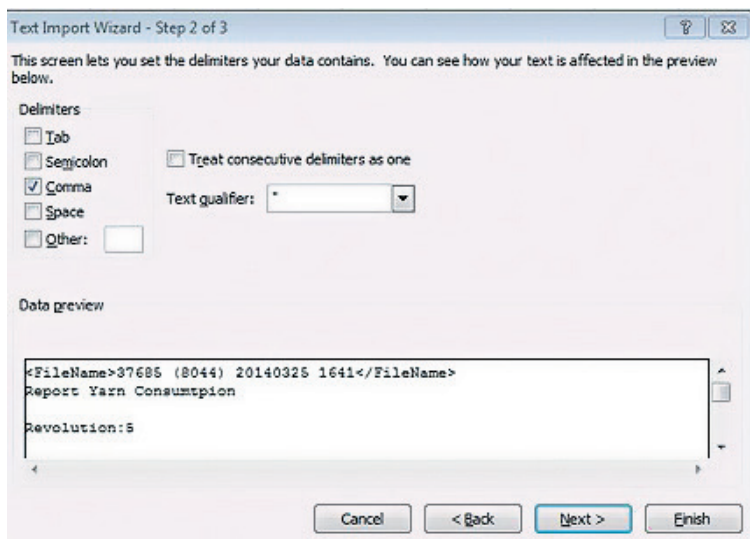 Text Import Wizard - Step 2 of 3
This screen lets you set the delimiters your data contains. You can see how your text is affected in the preview
below.
Delimiters
Tab
Semicolon
Comma
Space
Other:
Treat consecutive delimiters as one
Text qualifier: "
Data preview
<FileName>37685 (8044) 20140325 1641</FileName>
Report Yarn Consumtpion
Revolution:5
Cancel
< Back
Next >
Finish